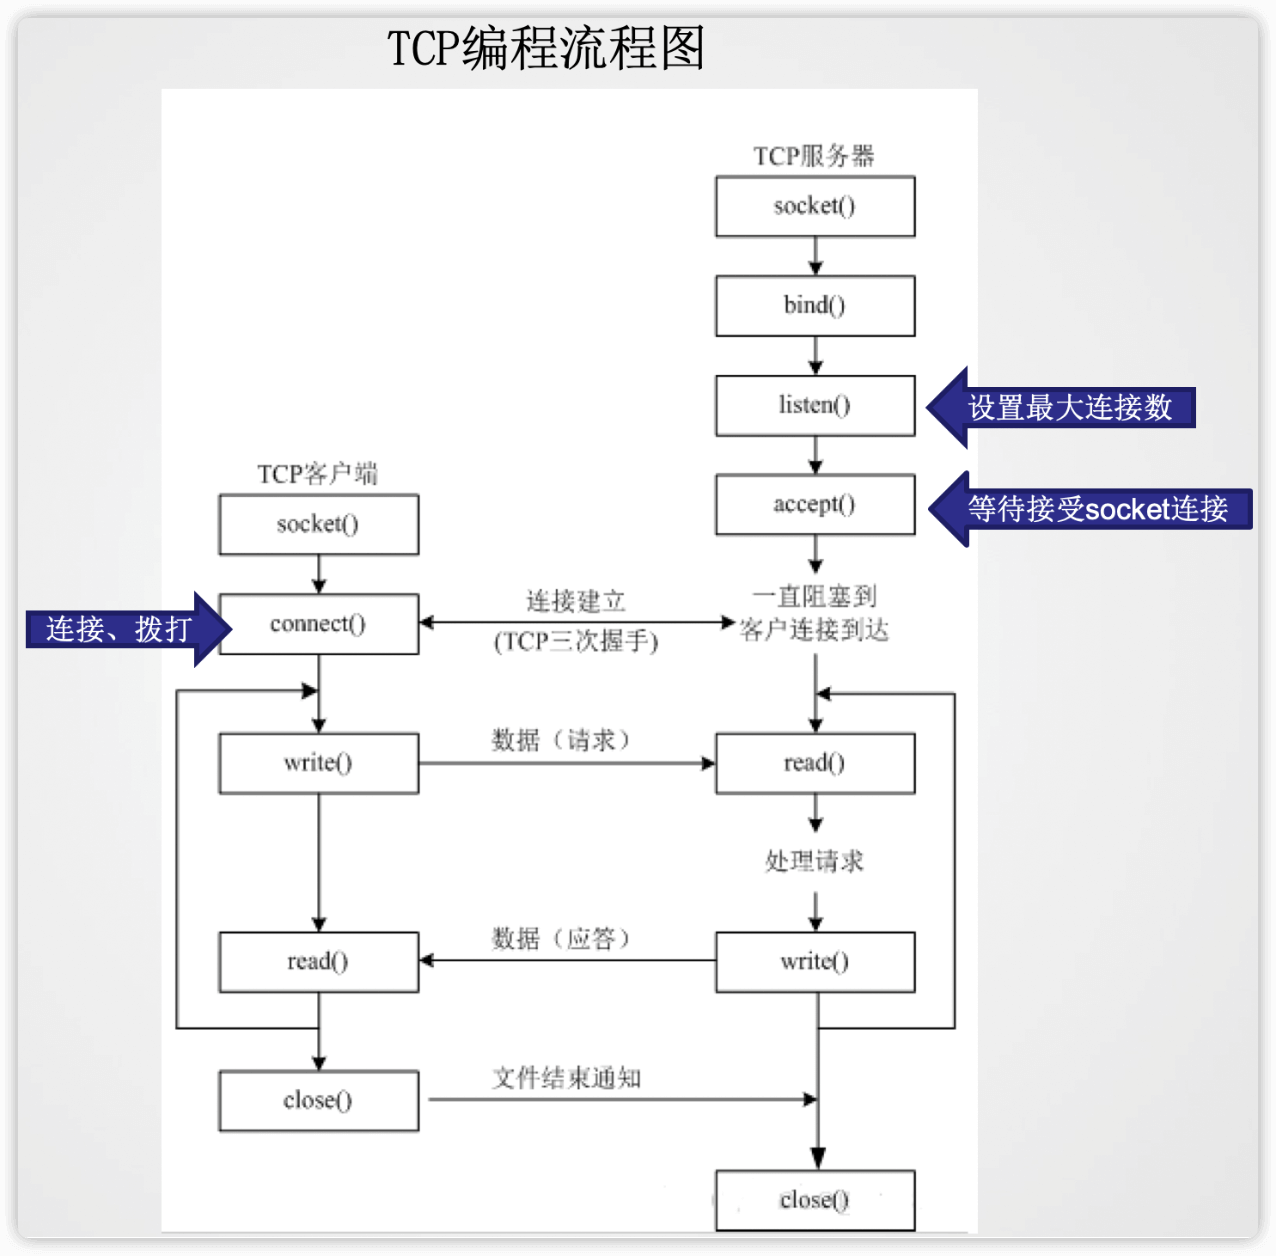 TCP编程流程图
TCP服务器
socket()
bind()
listen()
设置最大连接数
accept()
等待接受socket连接
TCP客户端
socket()
connect()
连接、拨打
连接建立
(TCP三次握手)
一直阻塞到
客户连接到达
write()
数据（请求）
read()
处理请求
read()
数据（应答）
write()
close()
文件结束通知
close()